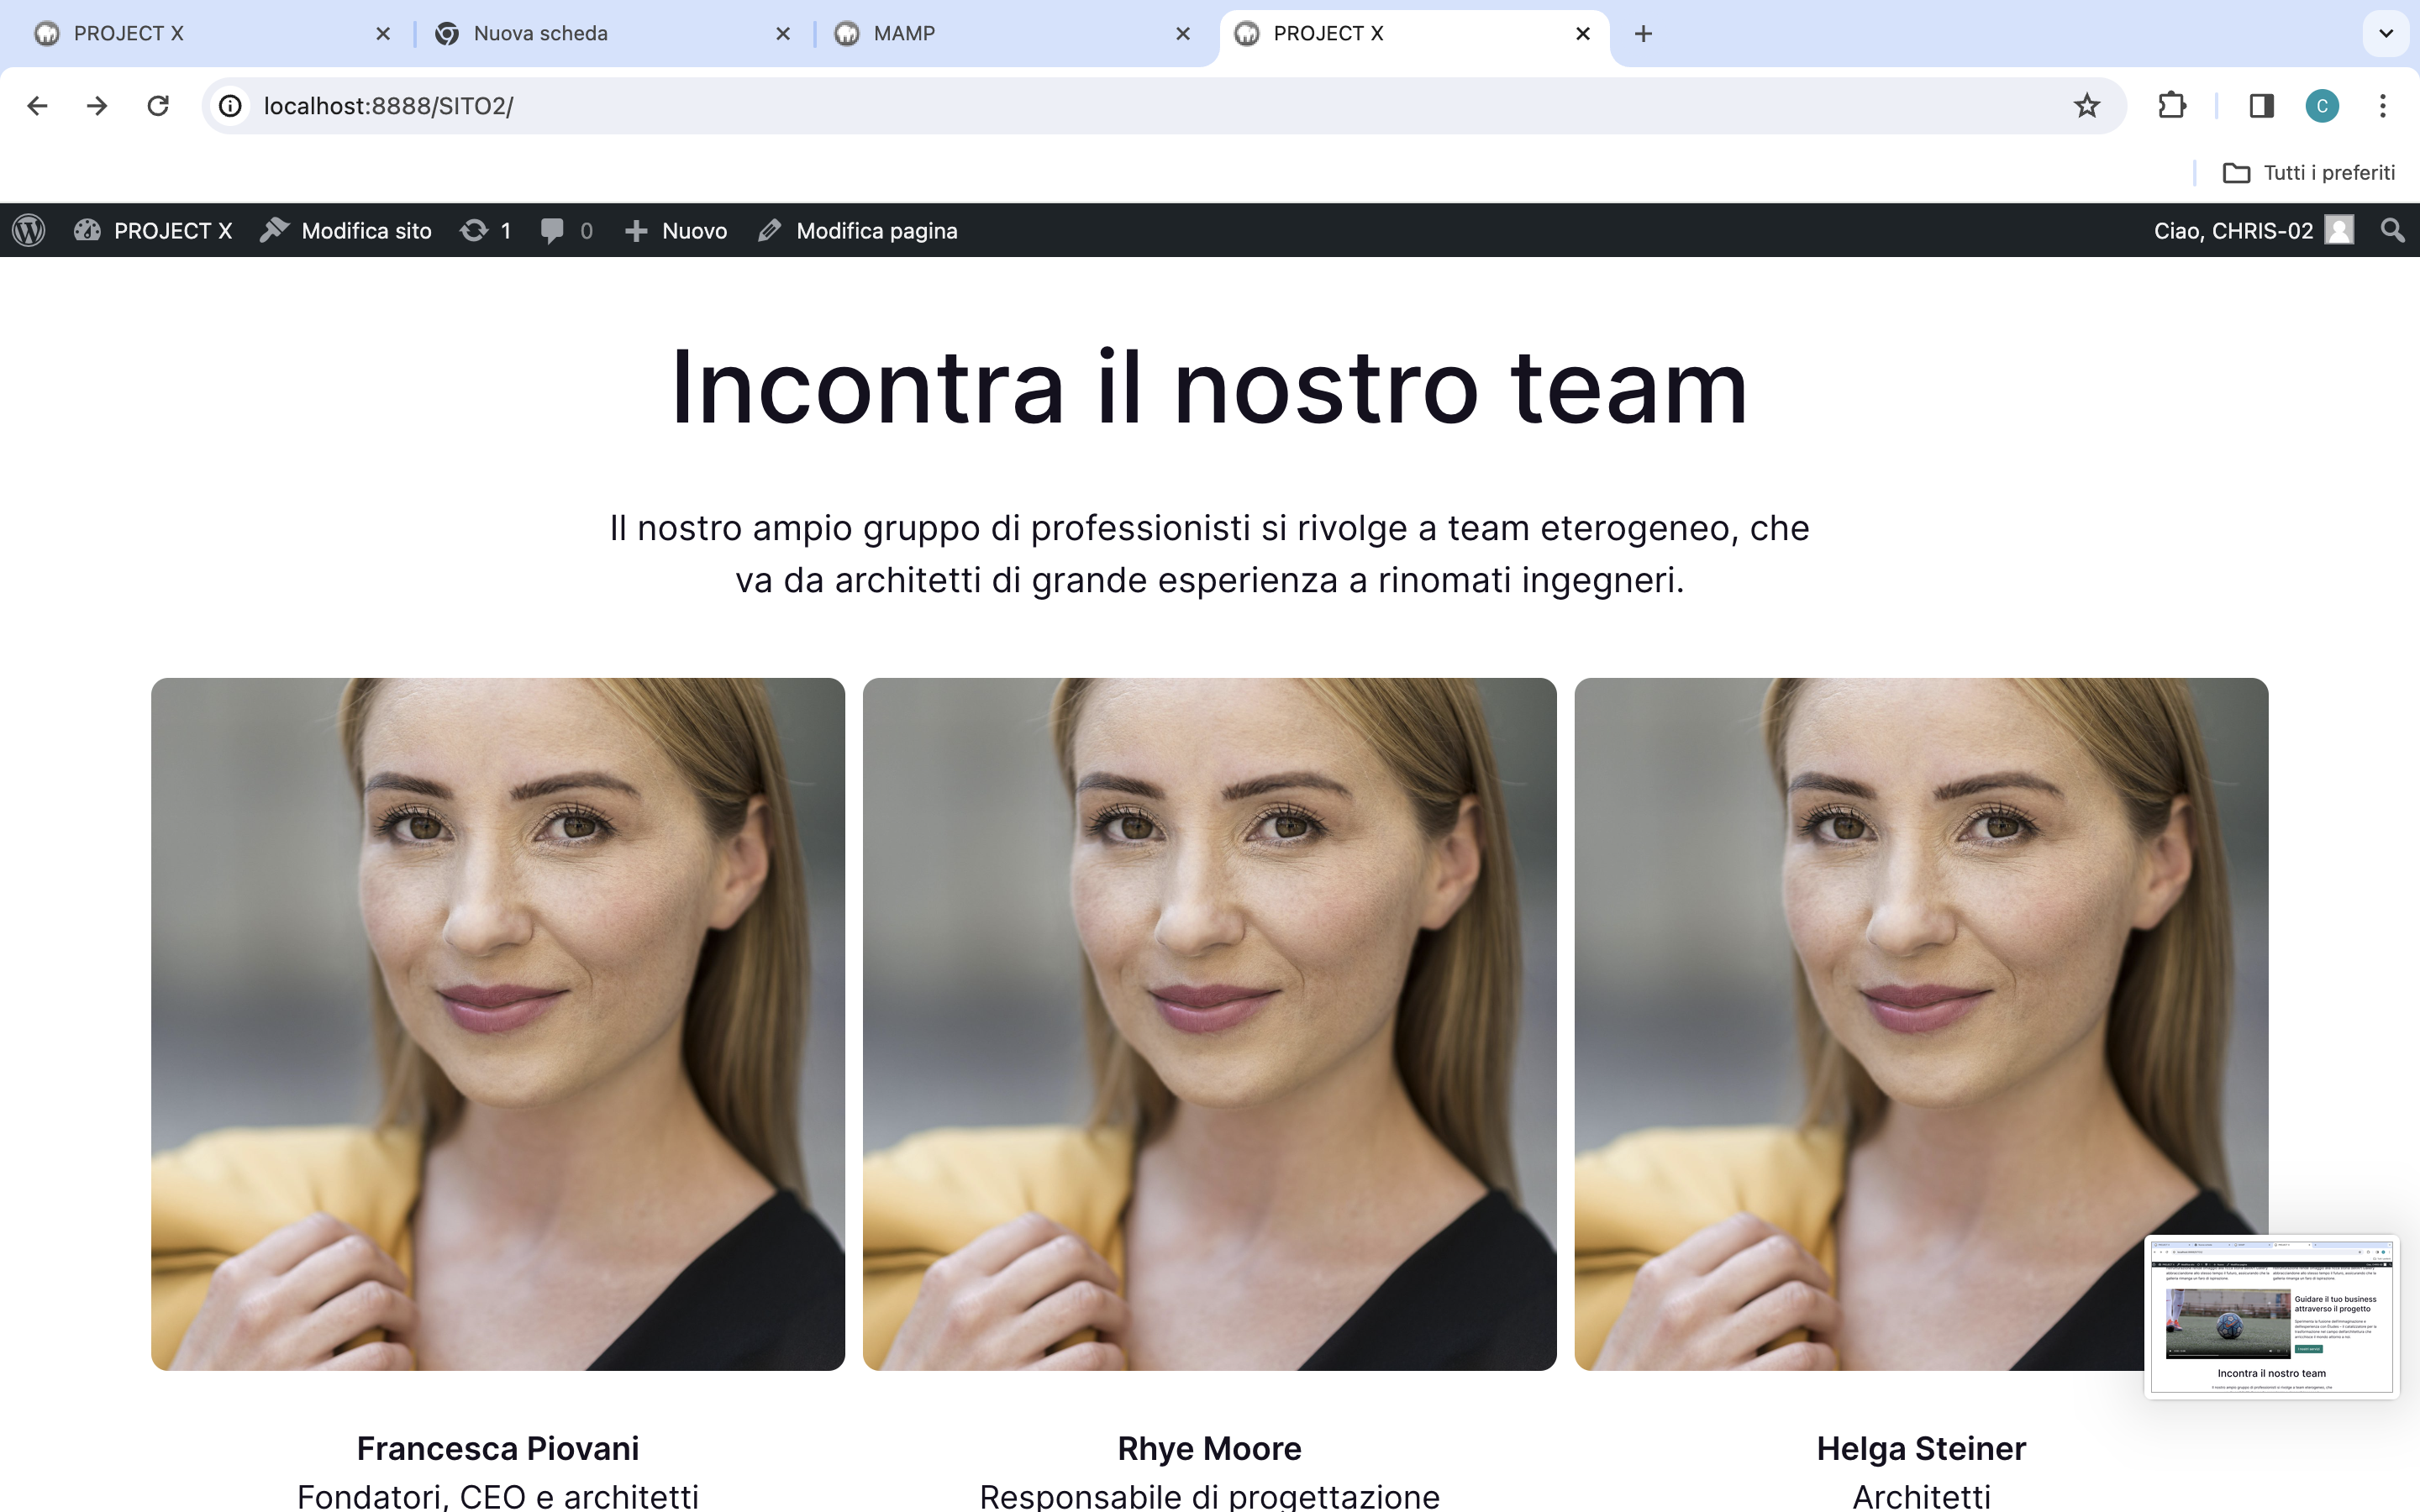 PROJECT X
Nuova scheda
MAMP
PROJECT X
localhost:8888/SITO2/
C
Tutti i preferiti
PROJECT X
Modifica sito
1
0
Nuovo
Modifica pagina
Ciao, CHRIS-02
Incontra il nostro team
Il nostro ampio gruppo di professionisti si rivolge a team eterogeneo, che
va da architetti di grande esperienza a rinomati ingegneri.
Guidare il tuo business
attraverso il progetto
Incontra il nostro team
Francesca Piovani
Fondatori, CEO e architetti
Rhye Moore
Responsabile di progettazione
Helga Steiner
Architetti